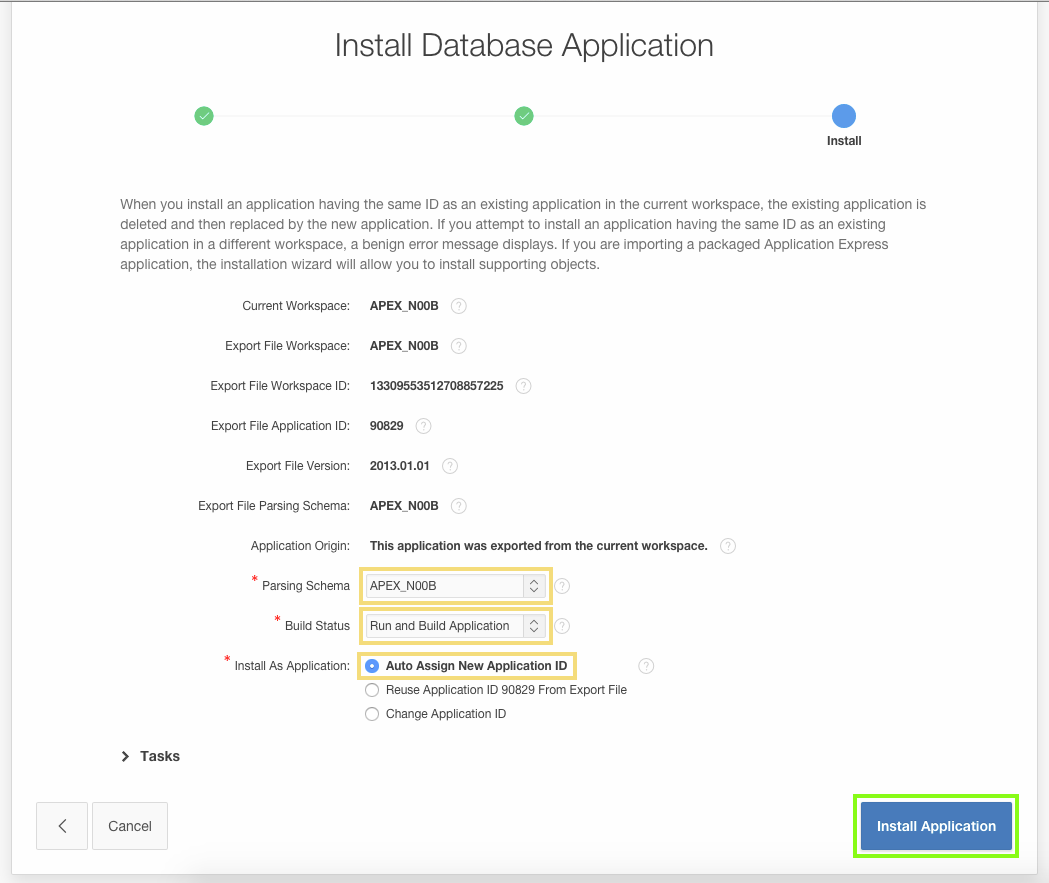 Install Database Application
Install
When you install an application having the same ID as an existing application in the current workspace, the existing application is
deleted and then replaced by the new application. If you attempt to install an application having the same ID as an existing
application in a different workspace, a benign error message displays. If you are importing a packaged Application Express
application, the installation wizard will allow you to install supporting objects.
Current Workspace: APEX_N00B ?
Export File Workspace: APEX_N00B ?
Export File Workspace ID: 13309553512708857225 ?
Export File Application ID: 90829 ?
Export File Version: 2013.01.01 ?
Export File Parsing Schema: APEX_N00B ?
Application Origin: This application was exported from the current workspace. ?
* Parsing Schema APEX_N00B ?
* Build Status Run and Build Application ?
* Install As Application: Auto Assign New Application ID ?
Reuse Application ID 90829 From Export File
Change Application ID
Tasks
Cancel Install Application